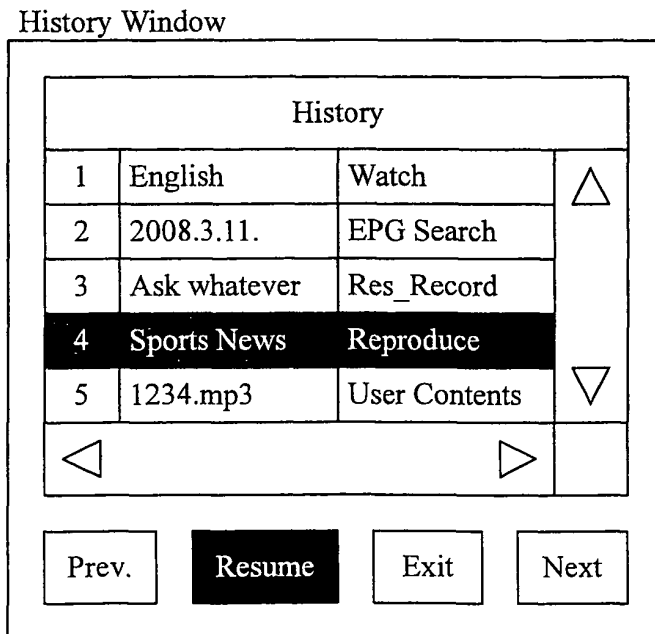 History Window
History
1 English Watch
2 2008.3.11. EPG Search
3 Ask whatever Res_Record
4 Sports News Reproduce
5 1234.mp3 User Contents
Prev. Resume Exit Next